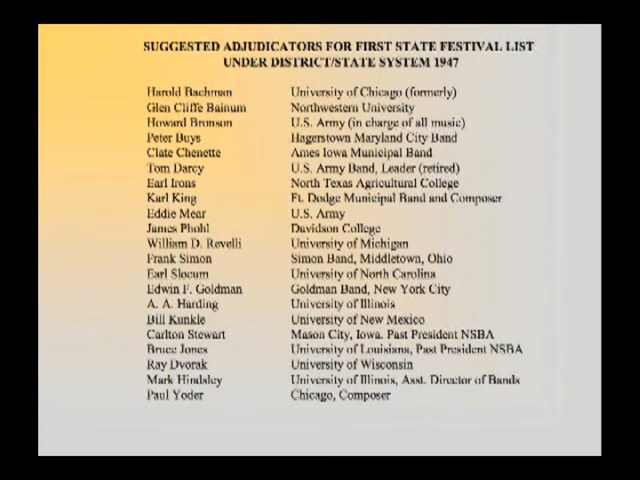 SUGGESTED ADJUDICATORS FOR FIRST STATE FESTIVAL LIST
UNDER DISTRICT/STATE SYSTEM 1947
Harold Bachman University of Chicago (formerly)
Glen Cliffe Bainum Northwestern University
Howard Bronson U.S. Army (in charge of all music)
Peter Buys Hagerstown Maryland City Band
Clate Chenette Ames Iowa Municipal Band
Tom Darcy U.S. Army Band, Leader (retired)
Earl Irons North Texas Agricultural College
Karl King Ft. Dodge Municipal Band and Composer
Eddie Mear U.S. Army
James Pfohl Davidson College
William D. Revelli University of Michigan
Frank Simon Simon Band, Middletown, Ohio
Earl Slocum University of North Carolina
Edwin F. Goldman Goldman Band, New York City
A. A. Harding University of Illinois
Bill Kunkle University of New Mexico
Carlton Stewart Mason City, Iowa. Past President NSBA
Bruce Jones University of Louisiana, Past President NSBA
Ray Dvorak University of Wisconsin
Mark Hindsley University of Illinois, Asst. Director of Bands
Paul Yoder Chicago, Composer